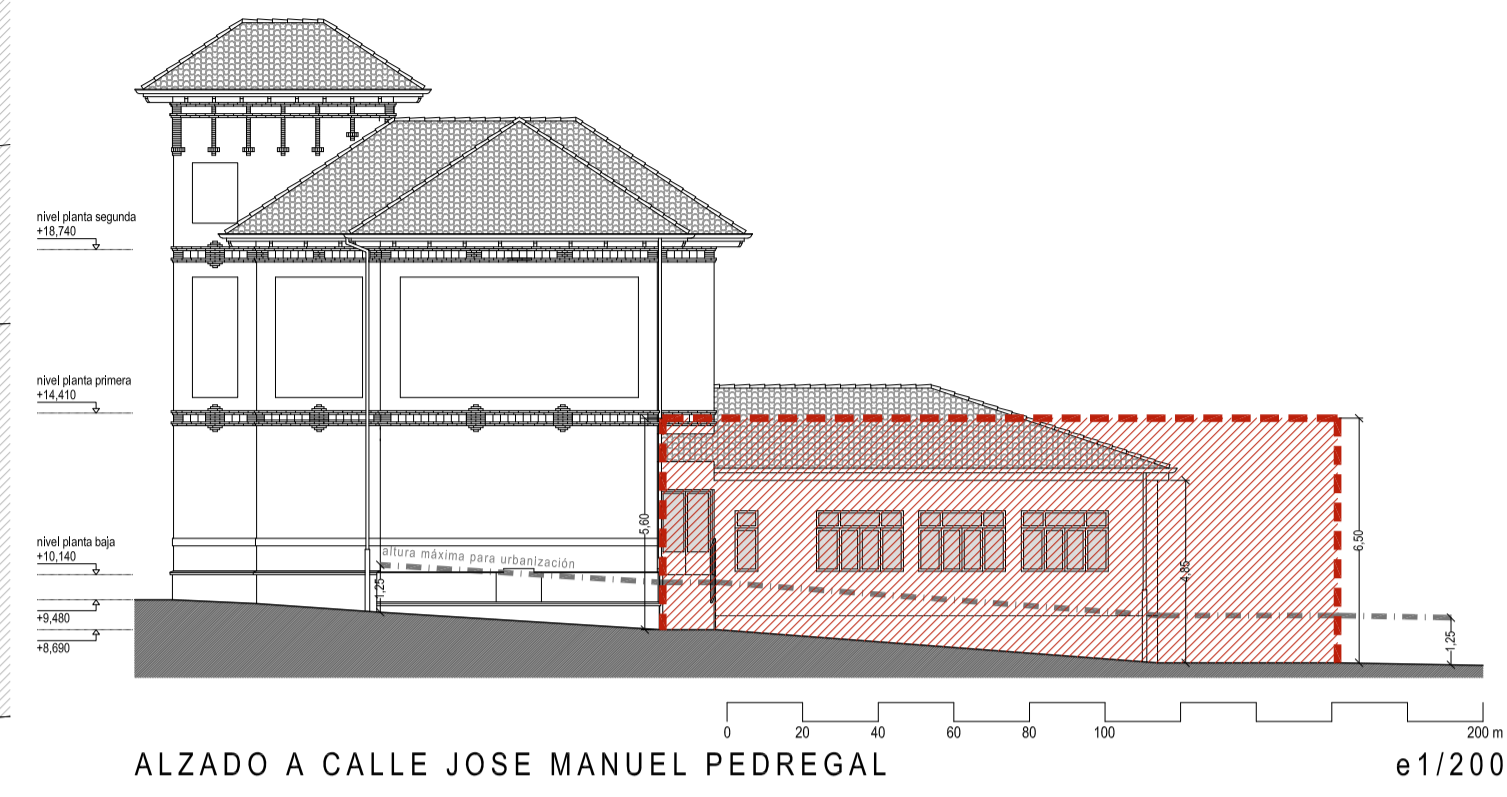 nivel planta segunda
+18,740
nivel planta primera
+14,410
nivel planta baja
+10,140
+9,480
+8,690
altura máxima para urbanización
1,25
5,60
4,85
6,50
1,25
0 20 40 60 80 100 200 m
ALZADO A CALLE JOSE MANUEL PEDREGAL
e1/200